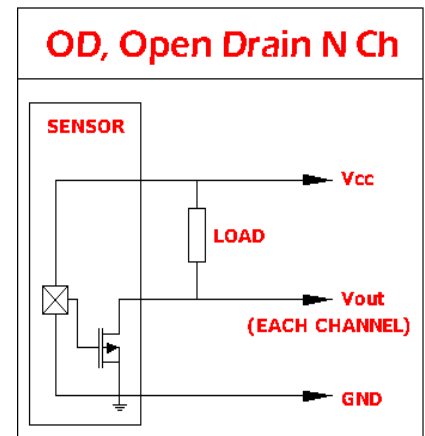 OD, Open Drain N Ch
SENSOR
Vcc
LOAD
Vout
(EACH CHANNEL)
GND